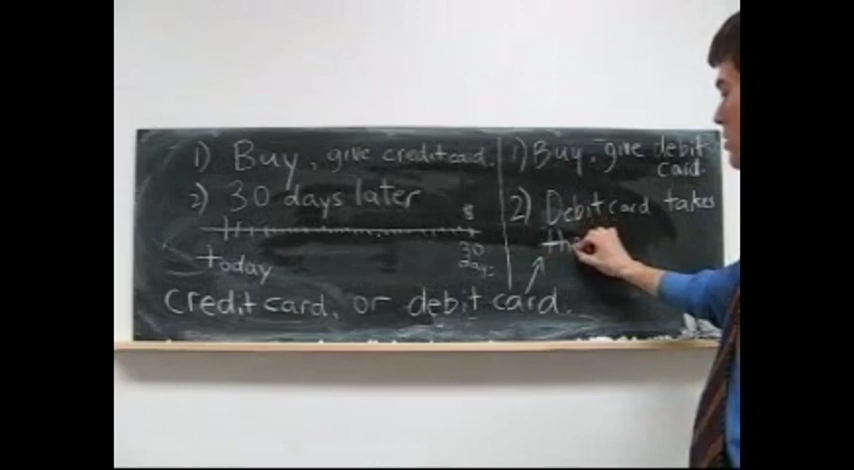 1) Buy, give credit card.
2) 30 days later
$
today
30
days
credit card, or debit card.
1) Buy, give debit
card.
2) Debit card takes
the